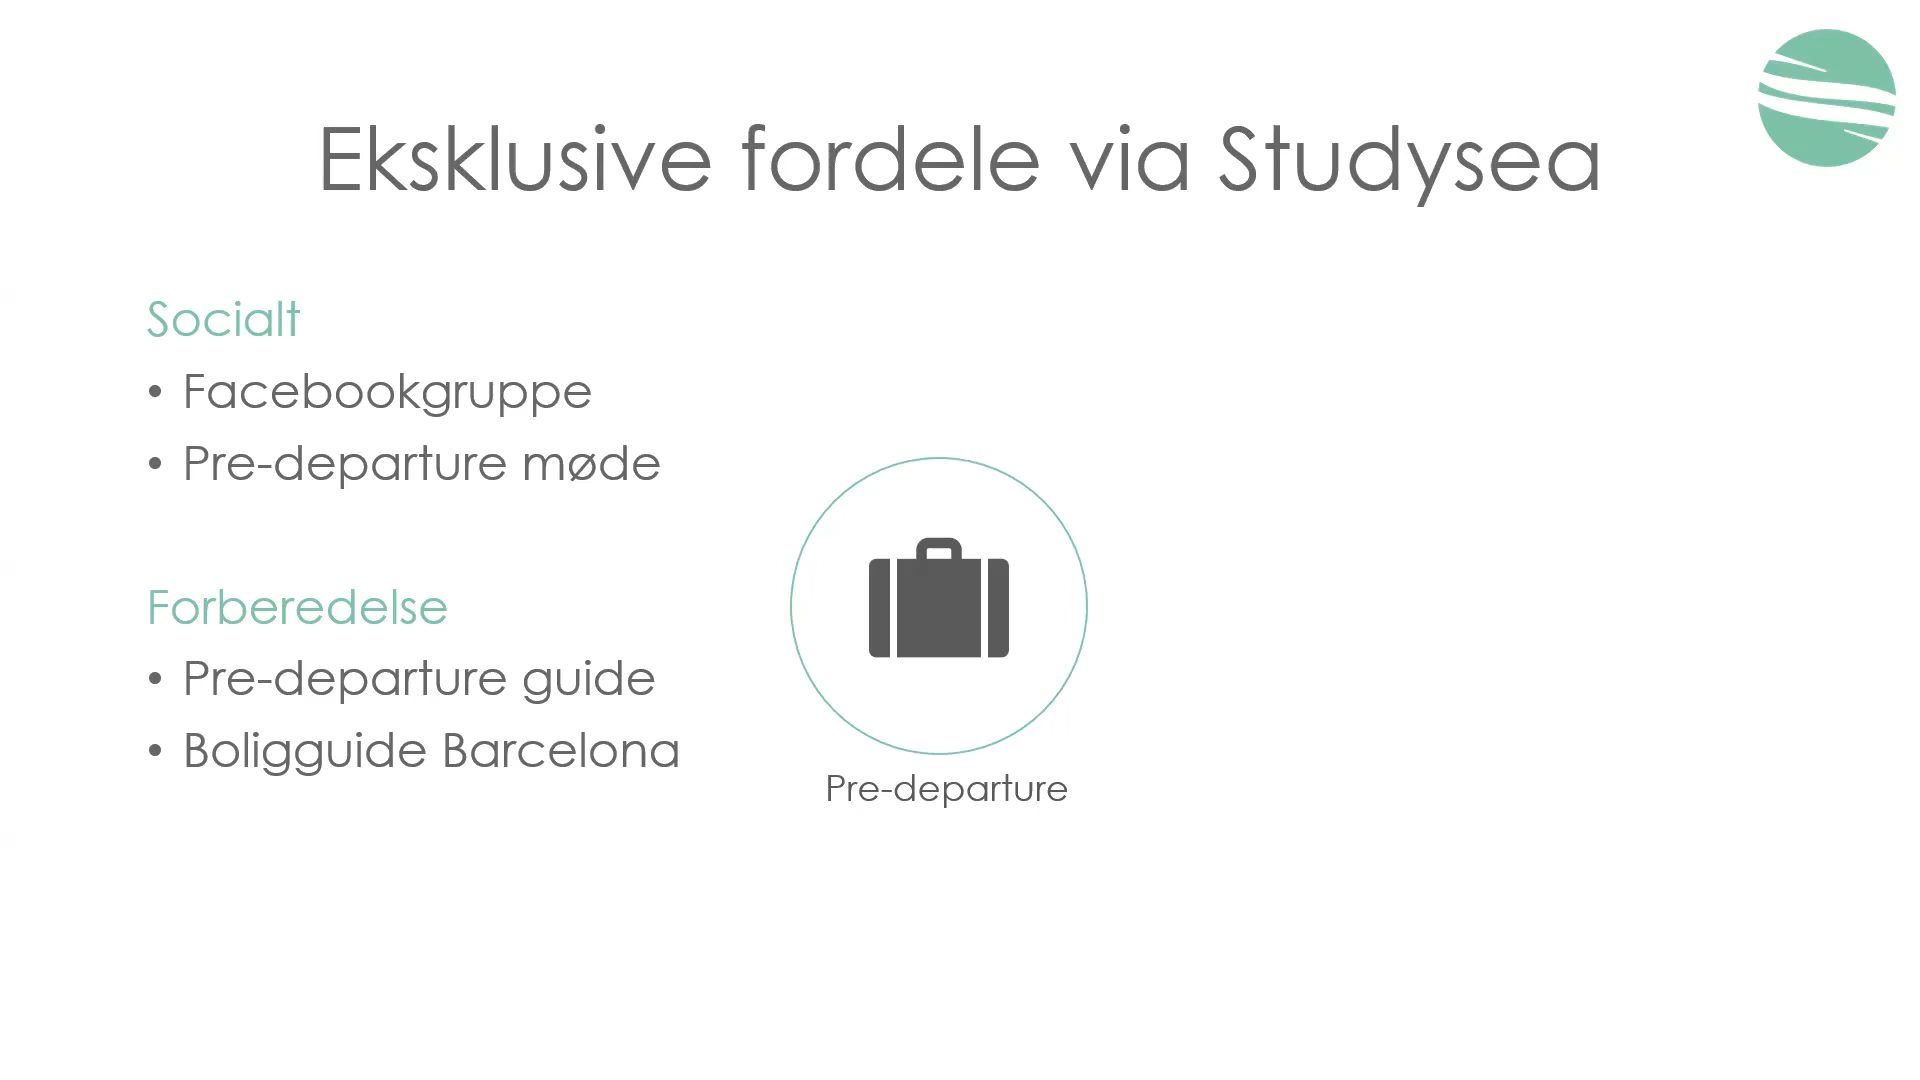 Eksklusive fordele via Studysea
Socialt
• Facebookgruppe
• Pre-departure møde
Forberedelse
• Pre-departure guide
• Boligguide Barcelona
Pre-departure